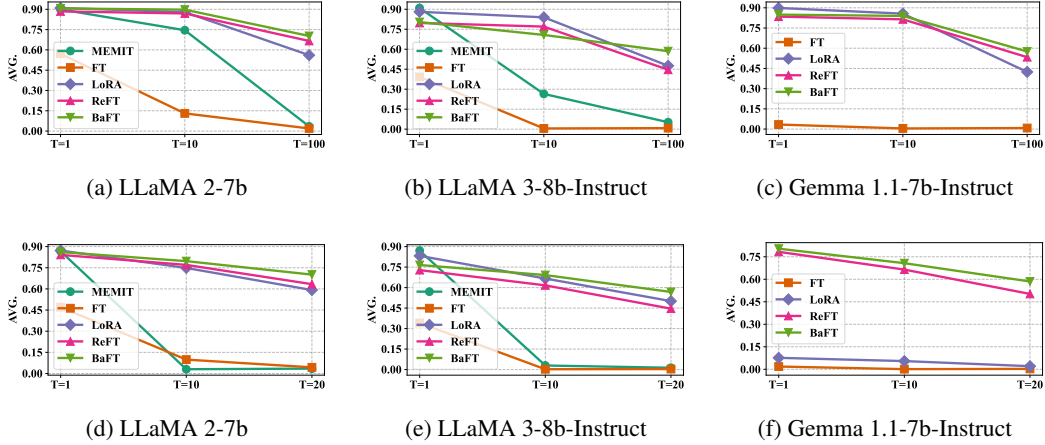 0.90
0.75
0.60
0.45
0.30
0.15
0.00
AVG.
MEMIT
FT
LoRA
ReFT
BaFT
T=1
T=10
T=100
(a) LLaMA 2-7b
0.90
0.75
0.60
0.45
0.30
0.15
0.00
AVG.
MEMIT
FT
LoRA
ReFT
BaFT
T=1
T=10
T=100
(b) LLaMA 3-8b-Instruct
0.90
0.75
0.60
0.45
0.30
0.15
0.00
AVG.
FT
LoRA
ReFT
BaFT
T=1
T=10
T=100
(c) Gemma 1.1-7b-Instruct
0.90
0.75
0.60
0.45
0.30
0.15
0.00
AVG.
MEMIT
FT
LoRA
ReFT
BaFT
T=1
T=10
T=20
(d) LLaMA 2-7b
0.90
0.75
0.60
0.45
0.30
0.15
0.00
AVG.
MEMIT
FT
LoRA
ReFT
BaFT
T=1
T=10
T=20
(e) LLaMA 3-8b-Instruct
0.75
0.60
0.45
0.30
0.15
0.00
AVG.
FT
LoRA
ReFT
BaFT
T=1
T=10
T=20
(f) Gemma 1.1-7b-Instruct